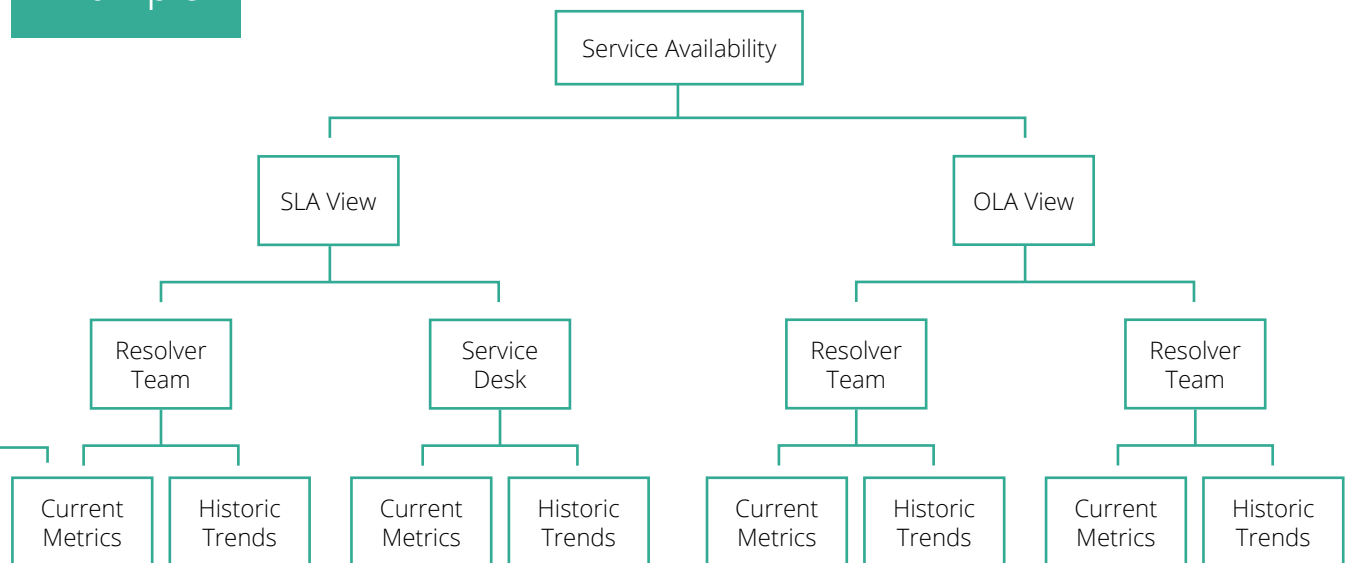 Service Availability
SLA View
OLA View
Resolver
Team
Service
Desk
Resolver
Team
Resolver
Team
Current
Metrics
Historic
Trends
Current
Metrics
Historic
Trends
Current
Metrics
Historic
Trends
Current
Metrics
Historic
Trends